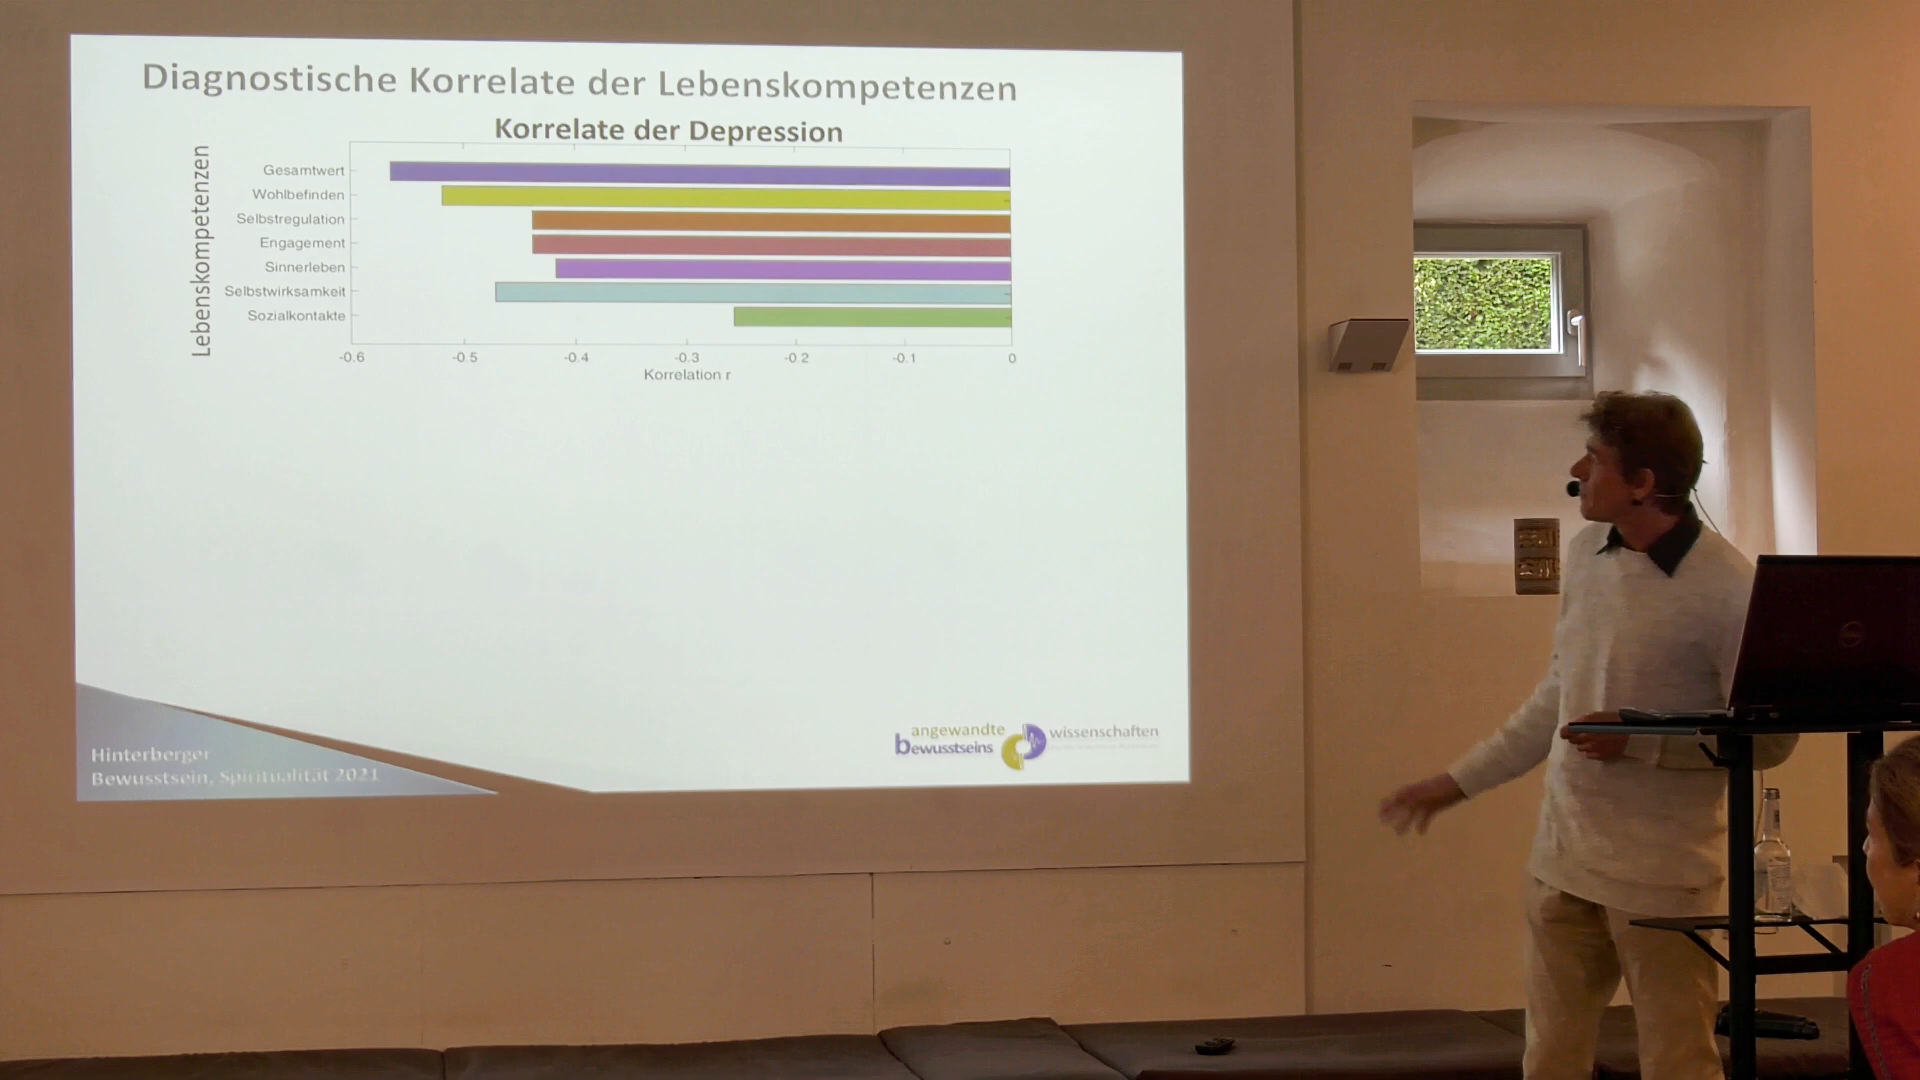 Diagnostische Korrelate der Lebenskompetenzen
Korrelate der Depression
Lebenskompetenzen
Gesamtwert
Wohlbefinden
Selbstregulation
Engagement
Sinnerleben
Selbstwirksamkeit
Sozialkontakte
-0.6 -0.5 -0.4 -0.3 -0.2 -0.1 0
Korrelation r
Hinterberger
Bewusstsein, Spiritualität 2021
angewandte wissenschaften
bewusstseins